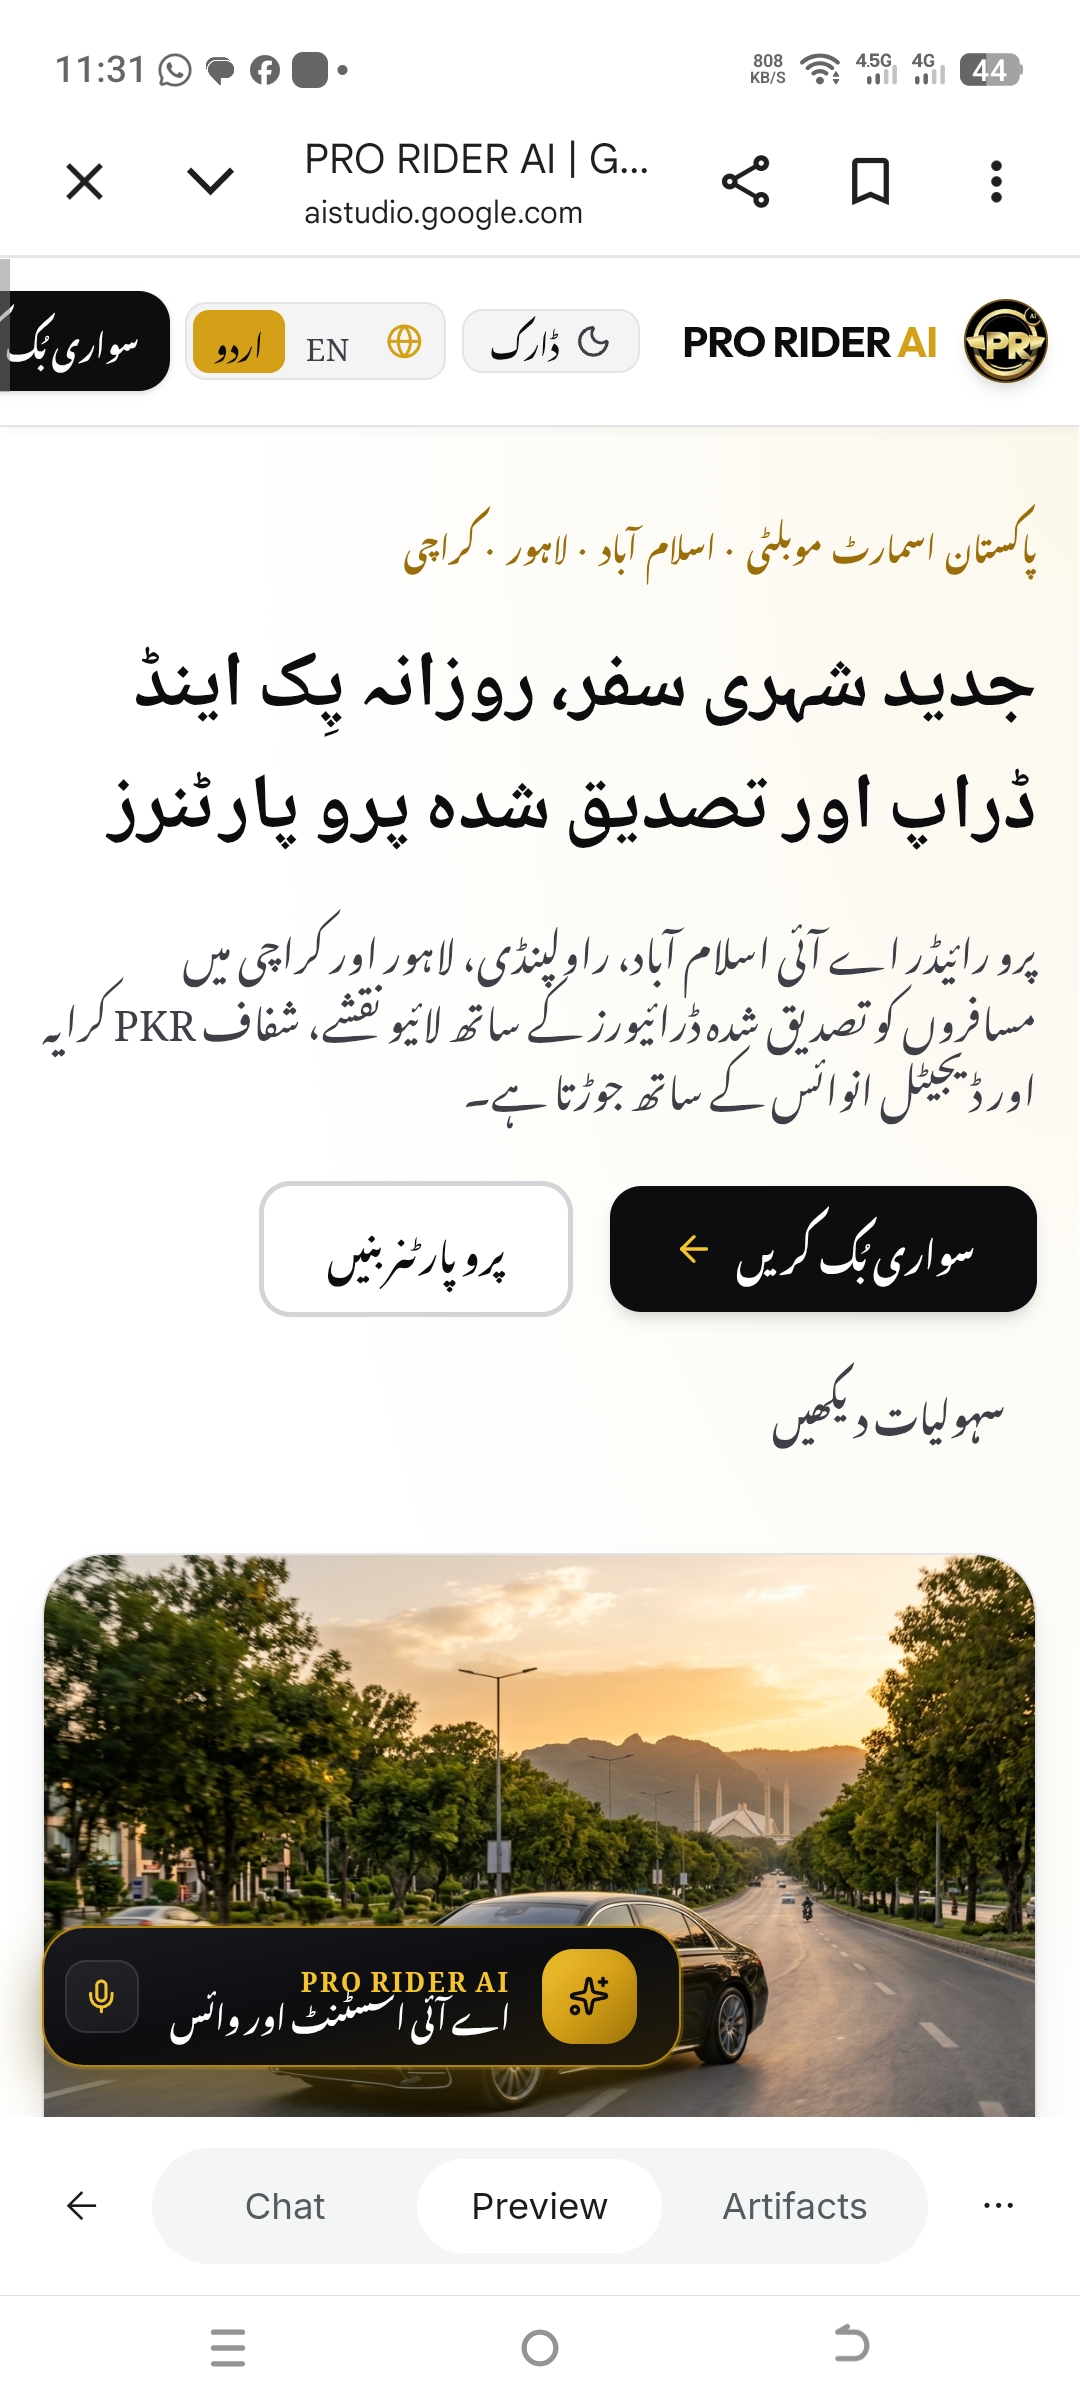 11:31
808 KB/S 4.5G 4G 44
PRO RIDER AI | G...
aistudio.google.com
PR AI
PRO RIDER AI
ڈارک
EN
اردو
سواری بُک
پاکستان اسمارٹ موبلٹی · اسلام آباد · لاہور · کراچی
جدید شہری سفر، روزانہ پِک اینڈ
ڈراپ اور تصدیق شدہ پرو پارٹنرز
پرو رائیڈر اے آئی اسلام آباد، راولپنڈی، لاہور اور کراچی میں
مسافروں کو تصدیق شدہ ڈرائیورز کے ساتھ لائیو نقشے، شفاف PKR کرایہ
اور ڈیجیٹل انوائس کے ساتھ جوڑتا ہے۔
سواری بُک کریں ←
پرو پارٹنر بنیں
سہولیات دیکھیں
PRO RIDER AI
اے آئی اسسٹنٹ اور وائس
Chat
Preview
Artifacts